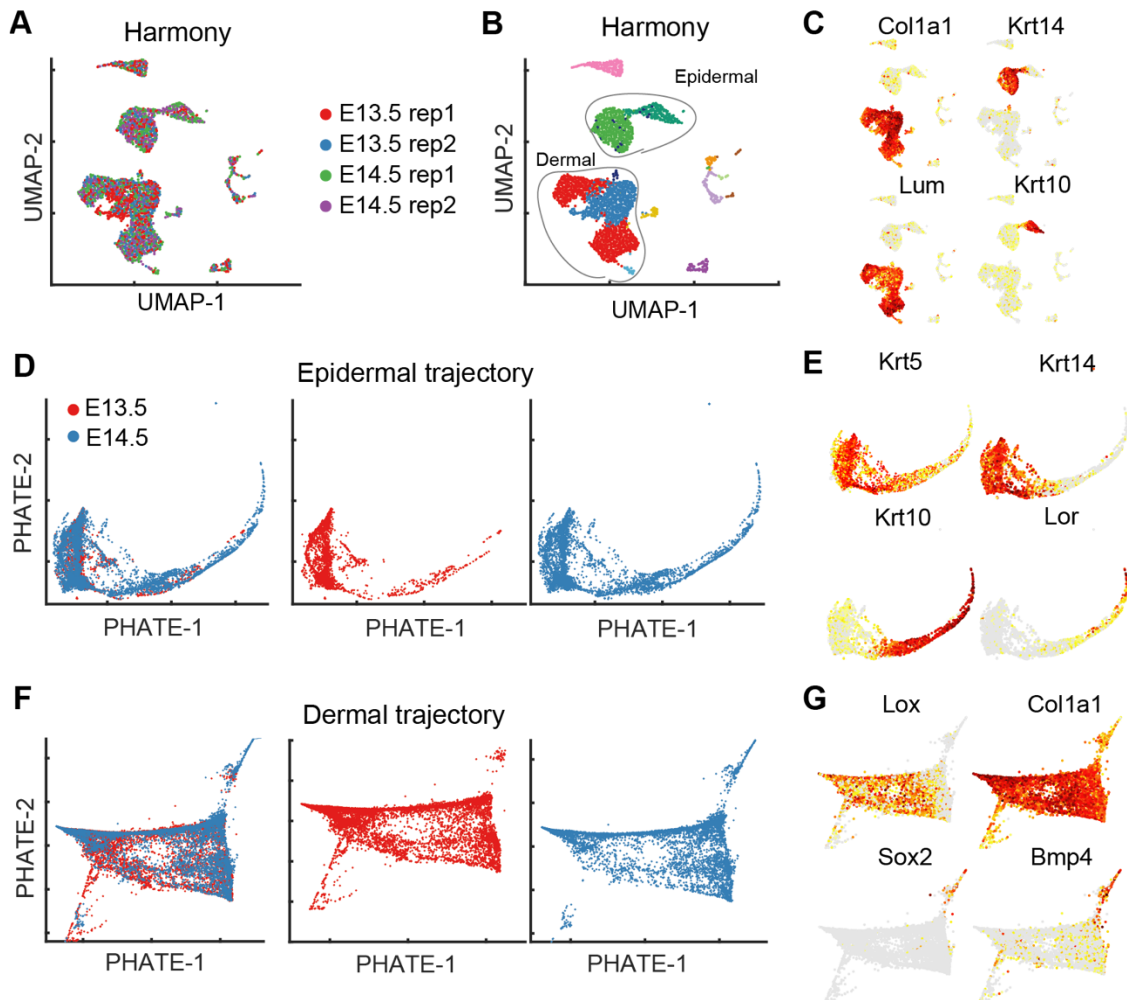 A
Harmony
UMAP-2
UMAP-1
E13.5 rep1
E13.5 rep2
E14.5 rep1
E14.5 rep2
B
Harmony
Epidermal
Dermal
UMAP-2
UMAP-1
C
Col1a1
Krt14
Lum
Krt10
D
Epidermal trajectory
E13.5
E14.5
PHATE-2
PHATE-1
PHATE-1
PHATE-1
E
Krt5
Krt14
Krt10
Lor
F
Dermal trajectory
PHATE-2
PHATE-1
PHATE-1
PHATE-1
G
Lox
Col1a1
Sox2
Bmp4